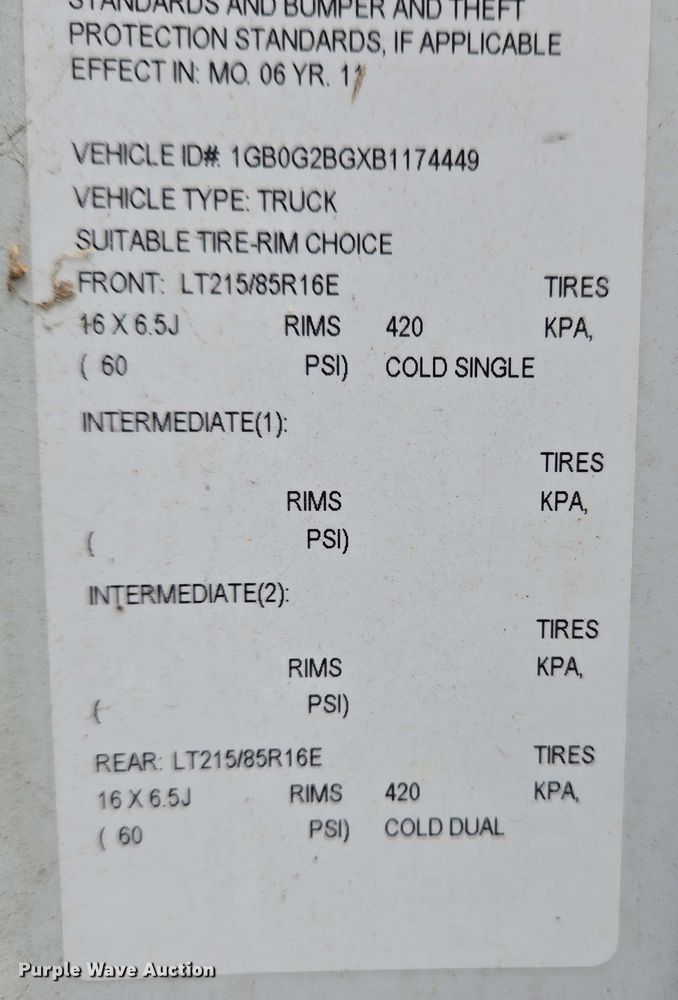 STANDARDS AND BUMPER AND THEFT
PROTECTION STANDARDS, IF APPLICABLE
EFFECT IN: MO. 06 YR. 11
VEHICLE ID#: 1GB0G2BGXB1174449
VEHICLE TYPE: TRUCK
SUITABLE TIRE-RIM CHOICE
FRONT: LT215/85R16E TIRES
16 X 6.5J RIMS 420 KPA,
( 60 PSI) COLD SINGLE
INTERMEDIATE(1):
TIRES
RIMS KPA,
( PSI)
INTERMEDIATE(2):
TIRES
RIMS KPA,
( PSI)
REAR: LT215/85R16E TIRES
16 X 6.5J RIMS 420 KPA,
( 60 PSI) COLD DUAL
Purple Wave Auction